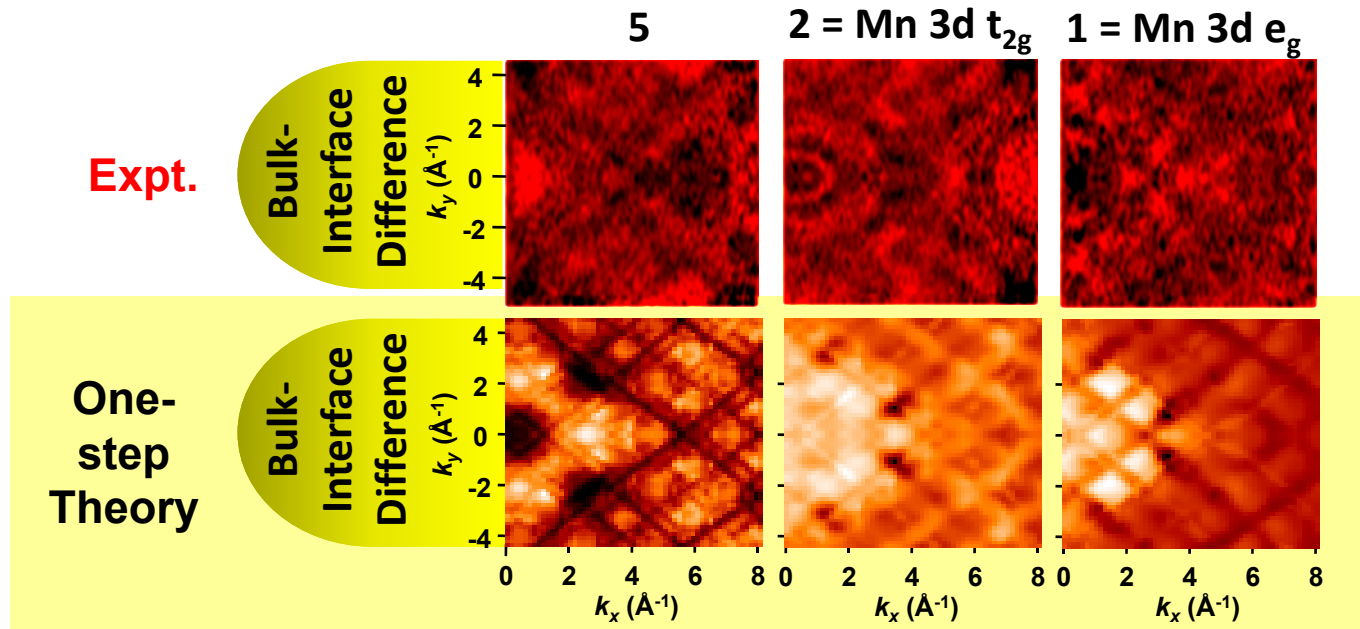 5
2 = Mn 3d t2g
1 = Mn 3d eg
Expt.
Bulk-
Interface
Difference
ky (Å-1)
4
2
0
-2
-4
One-
step
Theory
Bulk-
Interface
Difference
ky (Å-1)
4
2
0
-2
-4
0 2 4 6 8
0 2 4 6 8
0 2 4 6 8
kx (Å-1)
kx (Å-1)
kx (Å-1)